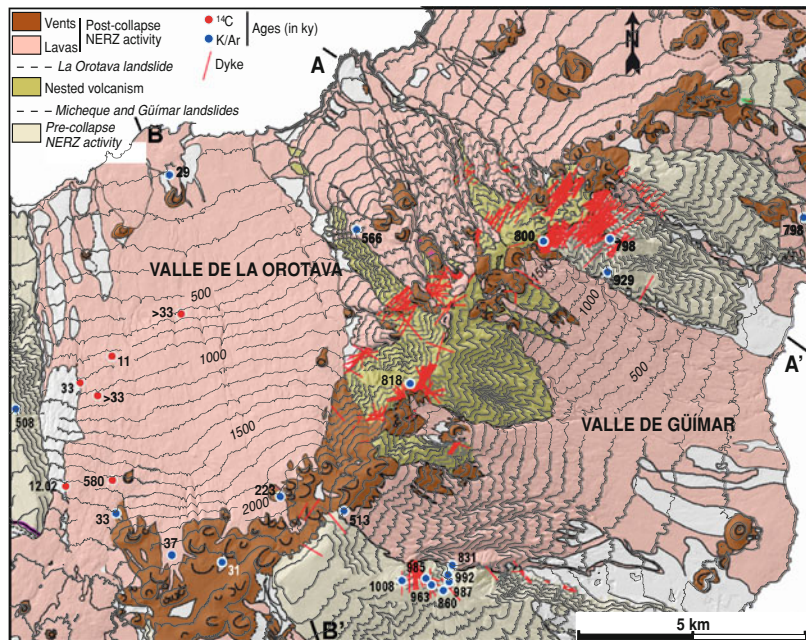 Vents
Lavas
Post-collapse
NERZ activity
La Orotava landslide
Nested volcanism
Micheque and Güímar landslides
Pre-collapse
NERZ activity
¹⁴C
K/Ar
Ages (in ky)
Dyke
N
A
B
29
566
800
798
798
929
VALLE DE LA OROTAVA
500
>33
1000
11
33
>33
818
1500
1000
500
A'
VALLE DE GÜÍMAR
508
1500
580
12.02
223
2000
33
513
37
31
985
831
992
1008
963
987
860
B'
5 km